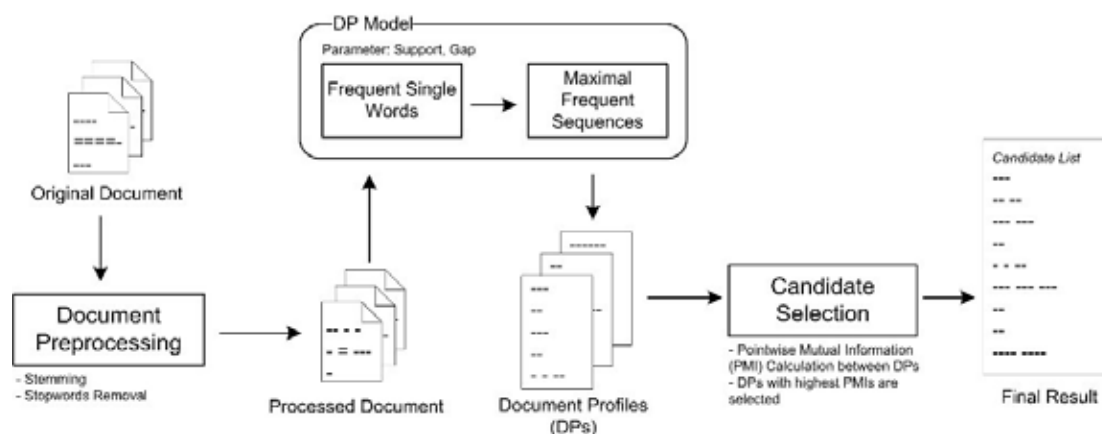 DP Model
Parameter: Support, Gap
Frequent Single
Words
Maximal
Frequent
Sequences
Original Document
Document
Preprocessing
- Stemming
- Stopwords Removal
Processed Document
Document Profiles
(DPs)
Candidate
Selection
- Pointwise Mutual Information
(PMI) Calculation between DPs
- DPs with highest PMIs are
selected
Candidate List
Final Result